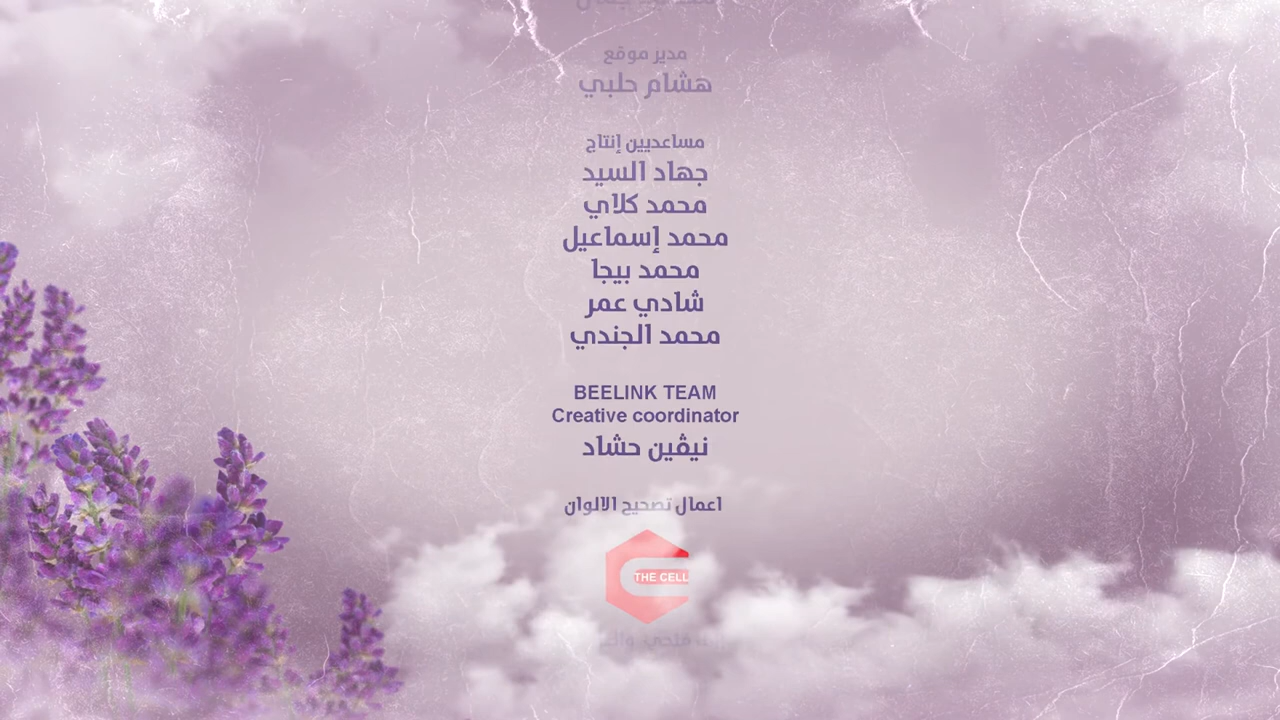 مدير موقع
هشام حلبي
مساعديين إنتاج
جهاد السيد
محمد كلاي
محمد إسماعيل
محمد بيجا
شادي عمر
محمد الجندي
BEELINK TEAM
Creative coordinator
نيڤين حشاد
اعمال تصحيح الالوان
THE CELL